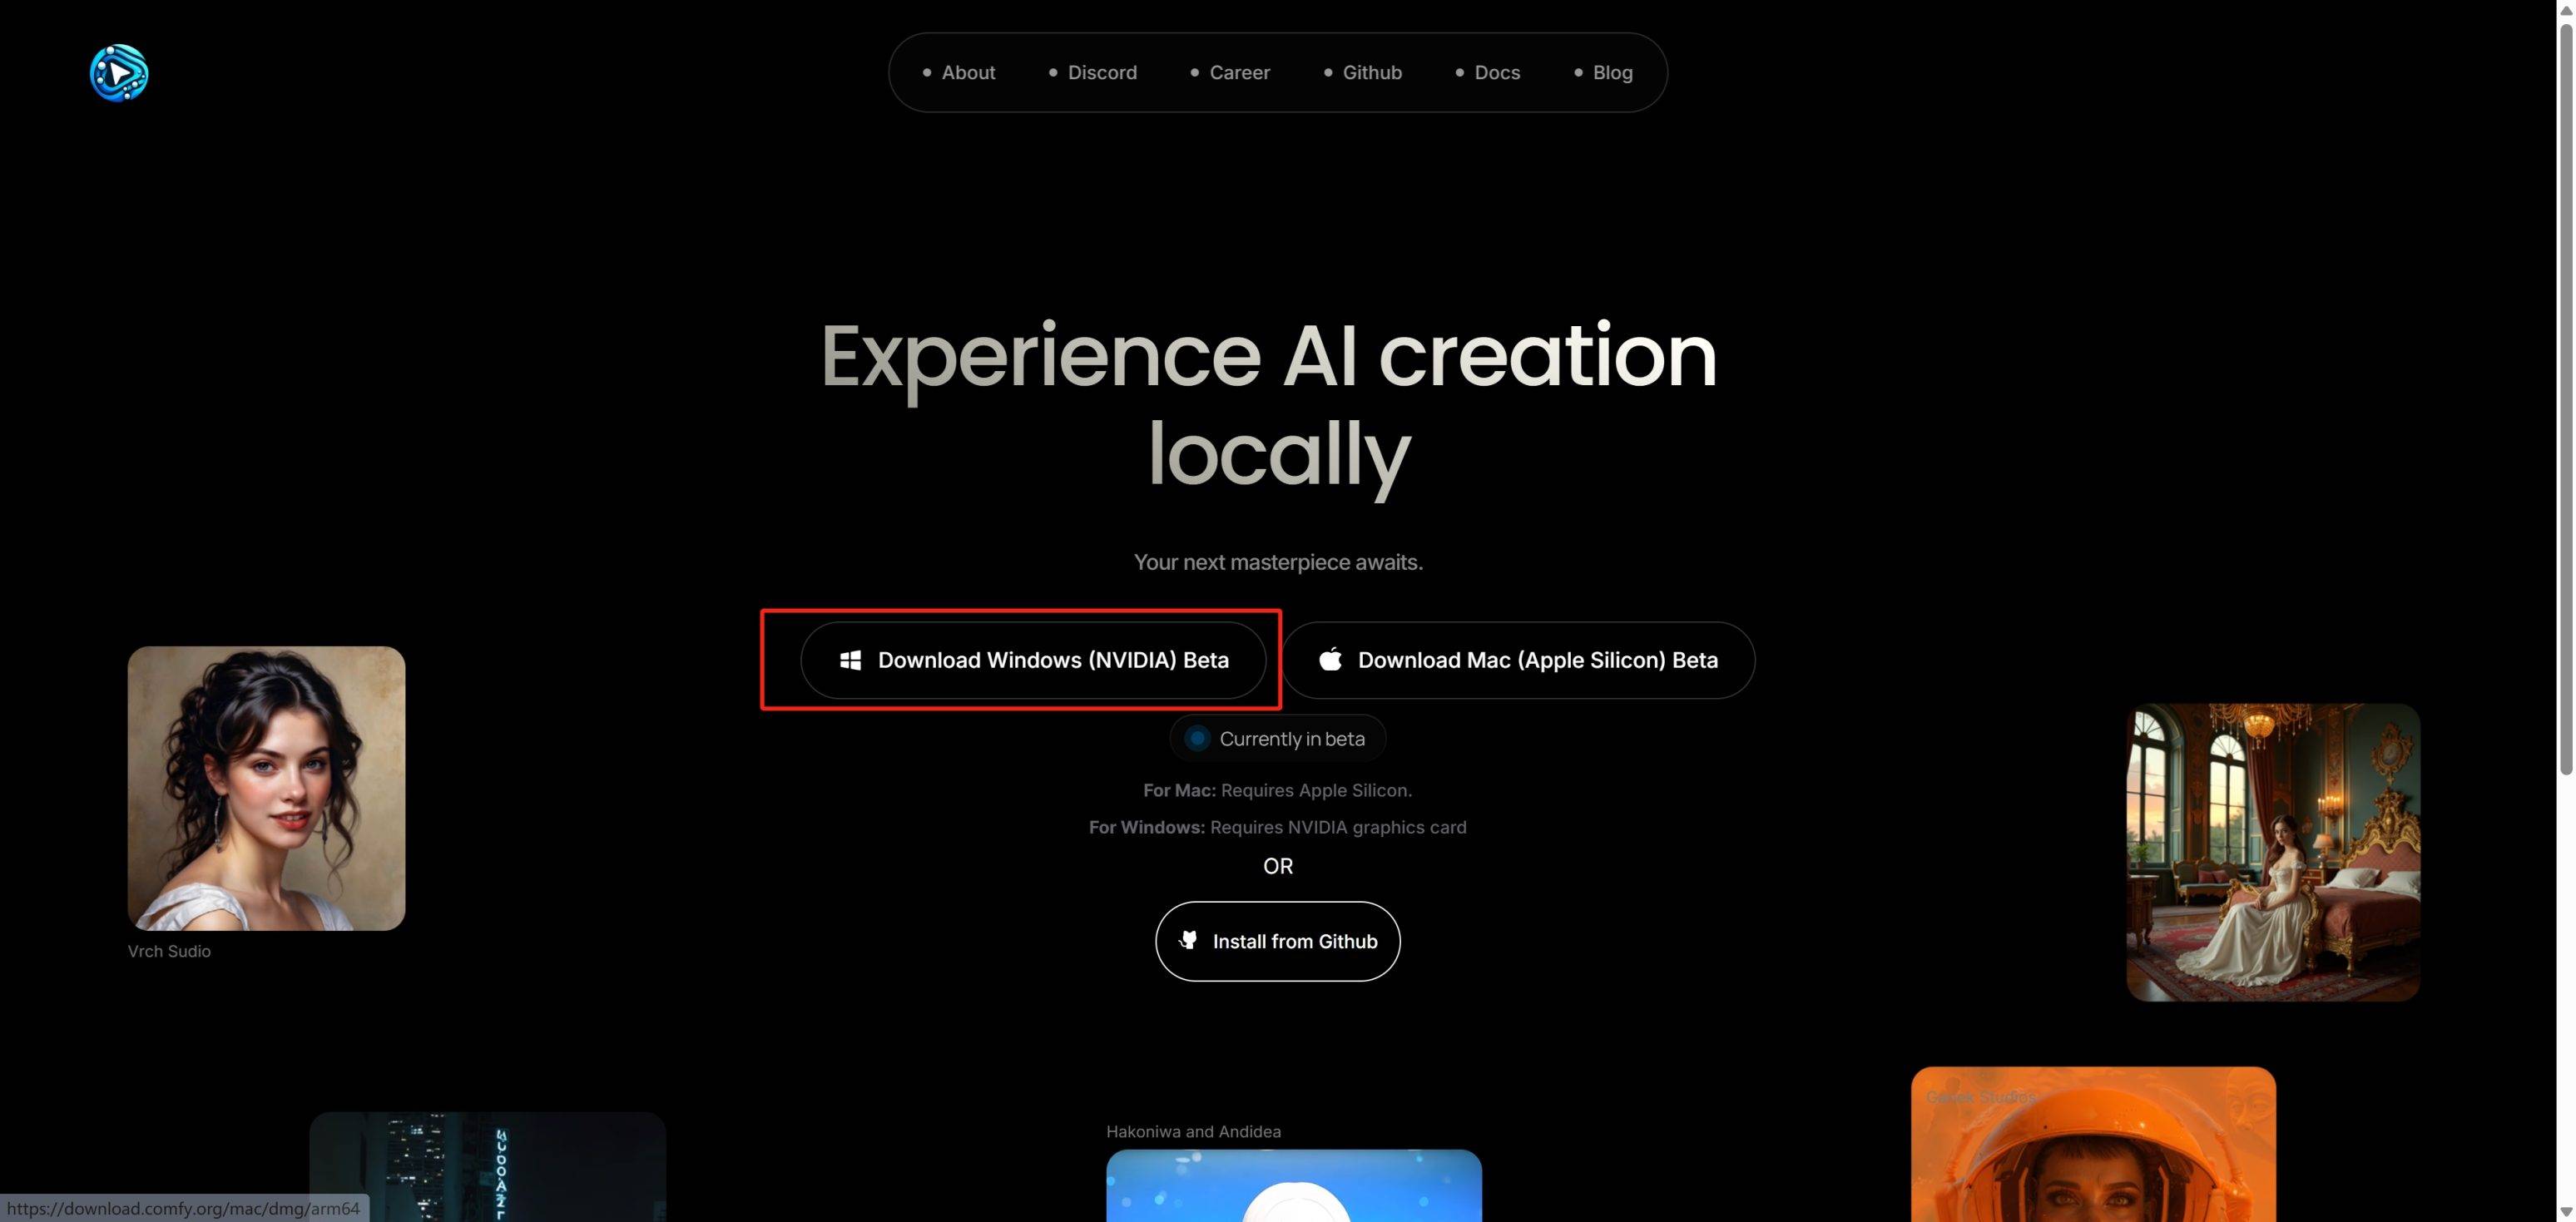 About
Discord
Career
Github
Docs
Blog
Experience AI creation
locally
Your next masterpiece awaits.
Download Windows (NVIDIA) Beta
Download Mac (Apple Silicon) Beta
Currently in beta
For Mac: Requires Apple Silicon.
For Windows: Requires NVIDIA graphics card
OR
Install from Github
Vrch Sudio
Hakoniwa and Andidea
https://download.comfy.org/mac/dmg/arm64